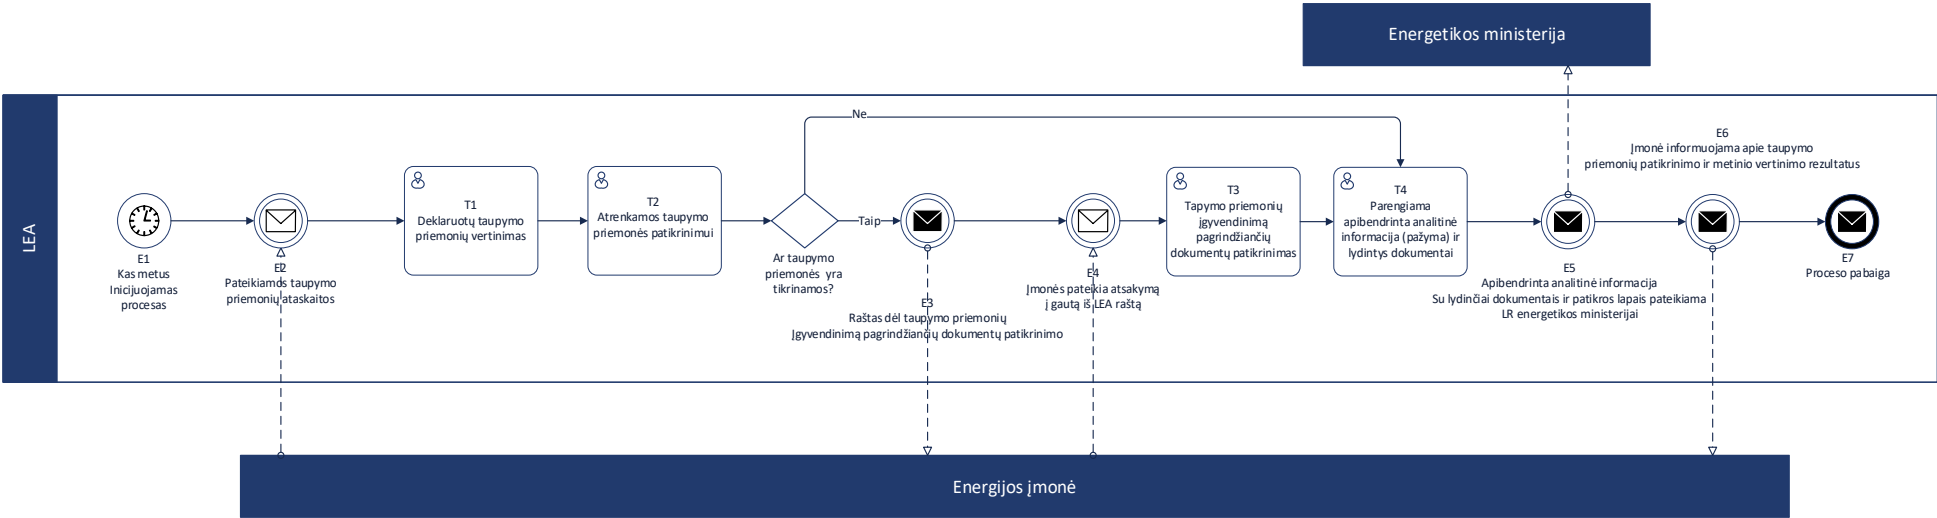 Energetikos ministerija
LEA
E1
Kas metus
Inicijuojamas
procesas
E2
Pateikiamos taupymo
priemonių ataskaitos
T1
Deklaruotų taupymo
priemonių vertinimas
T2
Atrenkamos taupymo
priemonės patikrinimui
Ar taupymo
priemonės yra
tikrinamos?
Ne
Taip
E3
Raštas dėl taupymo priemonių
Įgyvendinimą pagrindžiančių dokumentų patikrinimo
E4
Įmonės pateikia atsakymą
į gautą iš LEA raštą
T3
Tapymo priemonių
įgyvendinimą
pagrindžiančių
dokumentų patikrinimas
T4
Parengiama
apibendrinta analitinė
informacija (pažyma) ir
lydintys dokumentai
E5
Apibendrinta analitinė informacija
Su lydinčiai dokumentais ir patikros lapais pateikiama
LR energetikos ministerijai
E6
Įmonė informuojama apie taupymo
priemonių patikrinimo ir metinio vertinimo rezultatus
E7
Proceso pabaiga
Energijos įmonė